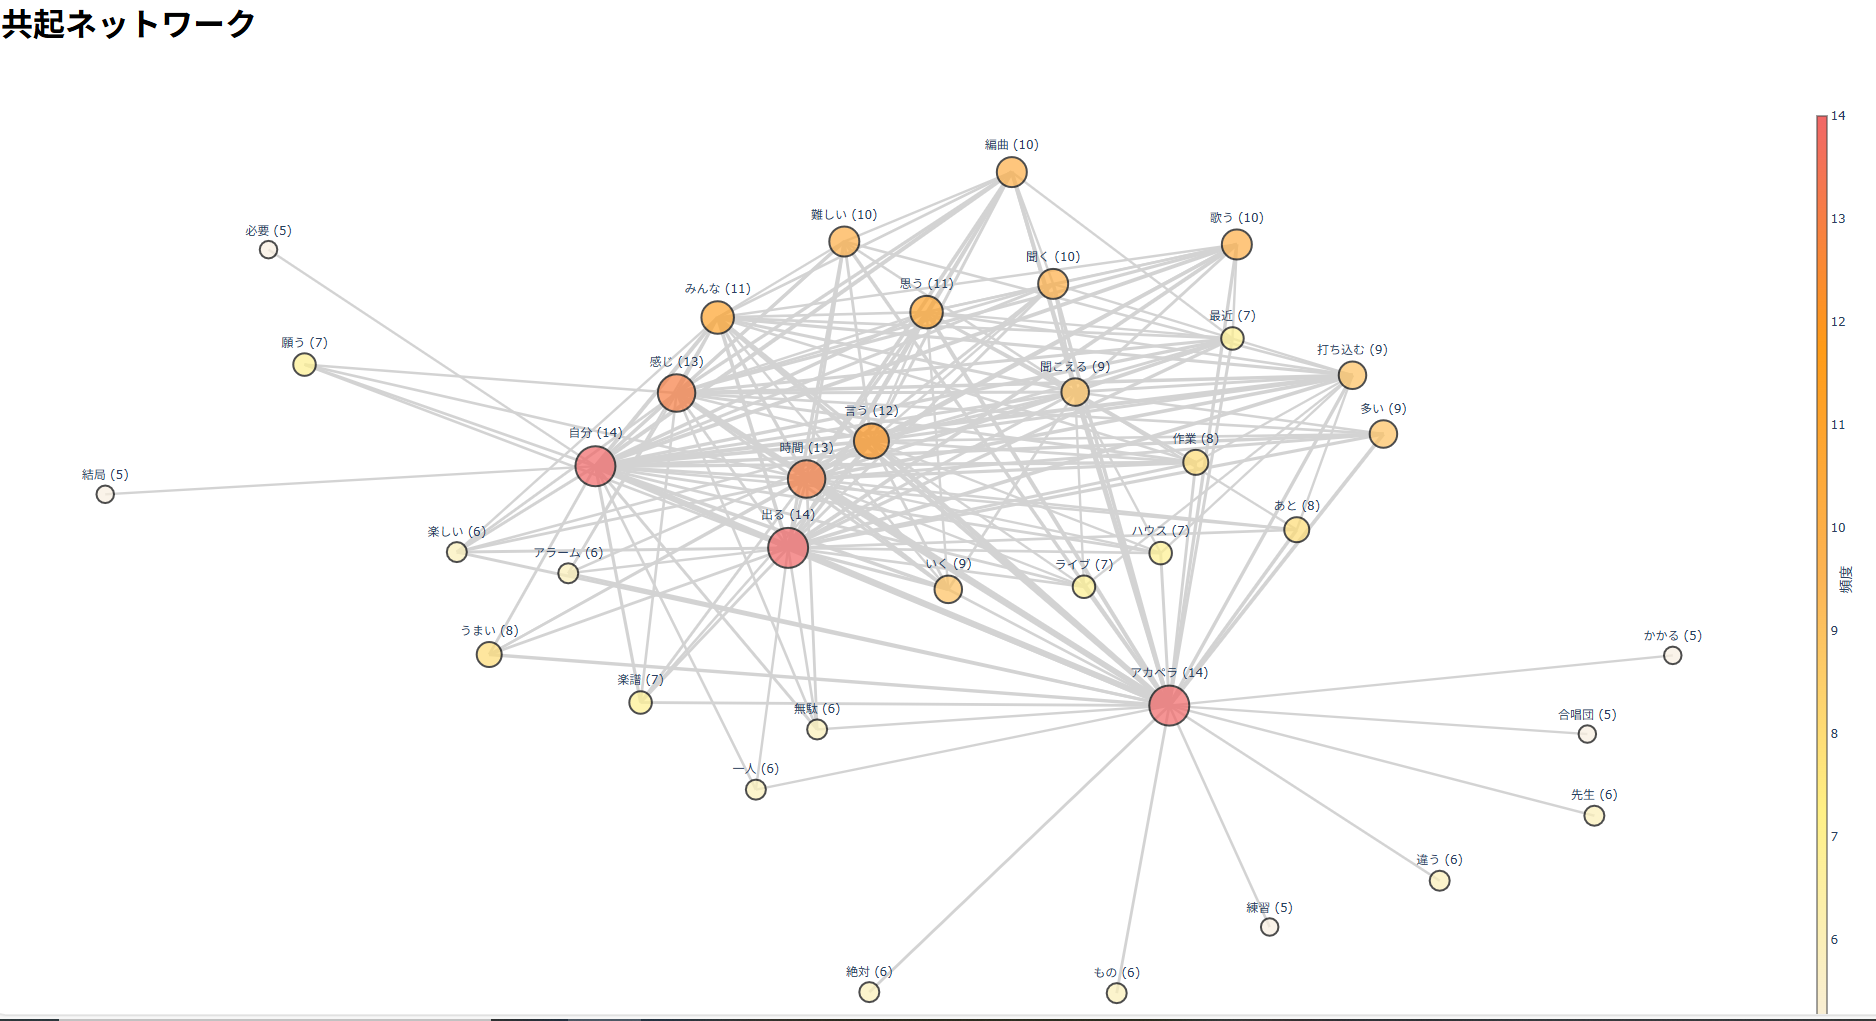 共起ネットワーク
編曲 (10)
難しい (10)
歌う (10)
必要 (5)
聞く (10)
思う (11)
みんな (11)
最近 (7)
願う (7)
打ち込む (9)
感じ (13)
聞こえる (9)
多い (9)
言う (12)
自分 (14)
作業 (8)
時間 (13)
結局 (5)
あと (8)
出る (14)
楽しい (6)
ハウス (7)
アラーム (6)
いく (9)
ライブ (7)
うまい (8)
かかる (5)
アカペラ (14)
楽譜 (7)
無駄 (6)
合唱団 (5)
一人 (6)
先生 (6)
違う (6)
練習 (5)
絶対 (6)
もの (6)
14
13
12
11
10
9
8
7
6
頻度